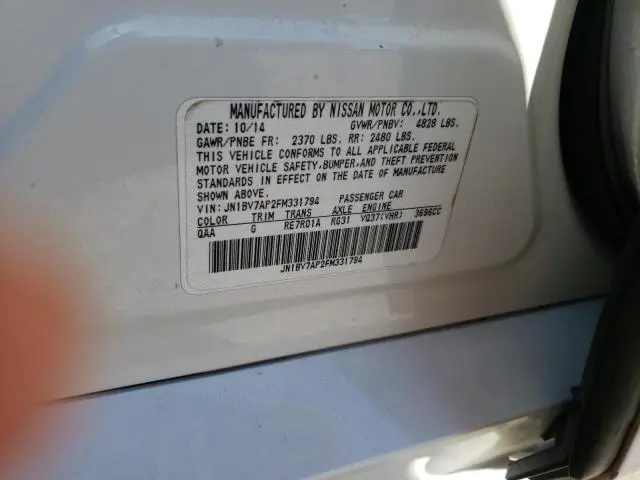 MANUFACTURED BY NISSAN MOTOR CO.,LTD.
DATE: 10/14 GVWR/PNBV: 4828 LBS.
GAWR/PNBE FR: 2370 LBS. RR: 2480 LBS.
THIS VEHICLE CONFORMS TO ALL APPLICABLE FEDERAL
MOTOR VEHICLE SAFETY,BUMPER,AND THEFT PREVENTION
STANDARDS IN EFFECT ON THE DATE OF MANUFACTURE
SHOWN ABOVE.
VIN: JN1BV7AP2FM331794 PASSENGER CAR
COLOR TRIM TRANS AXLE ENGINE
QAA G RE7R01A RG31 VQ37(VHR) 3696CC
JN1BV7AP2FM331794